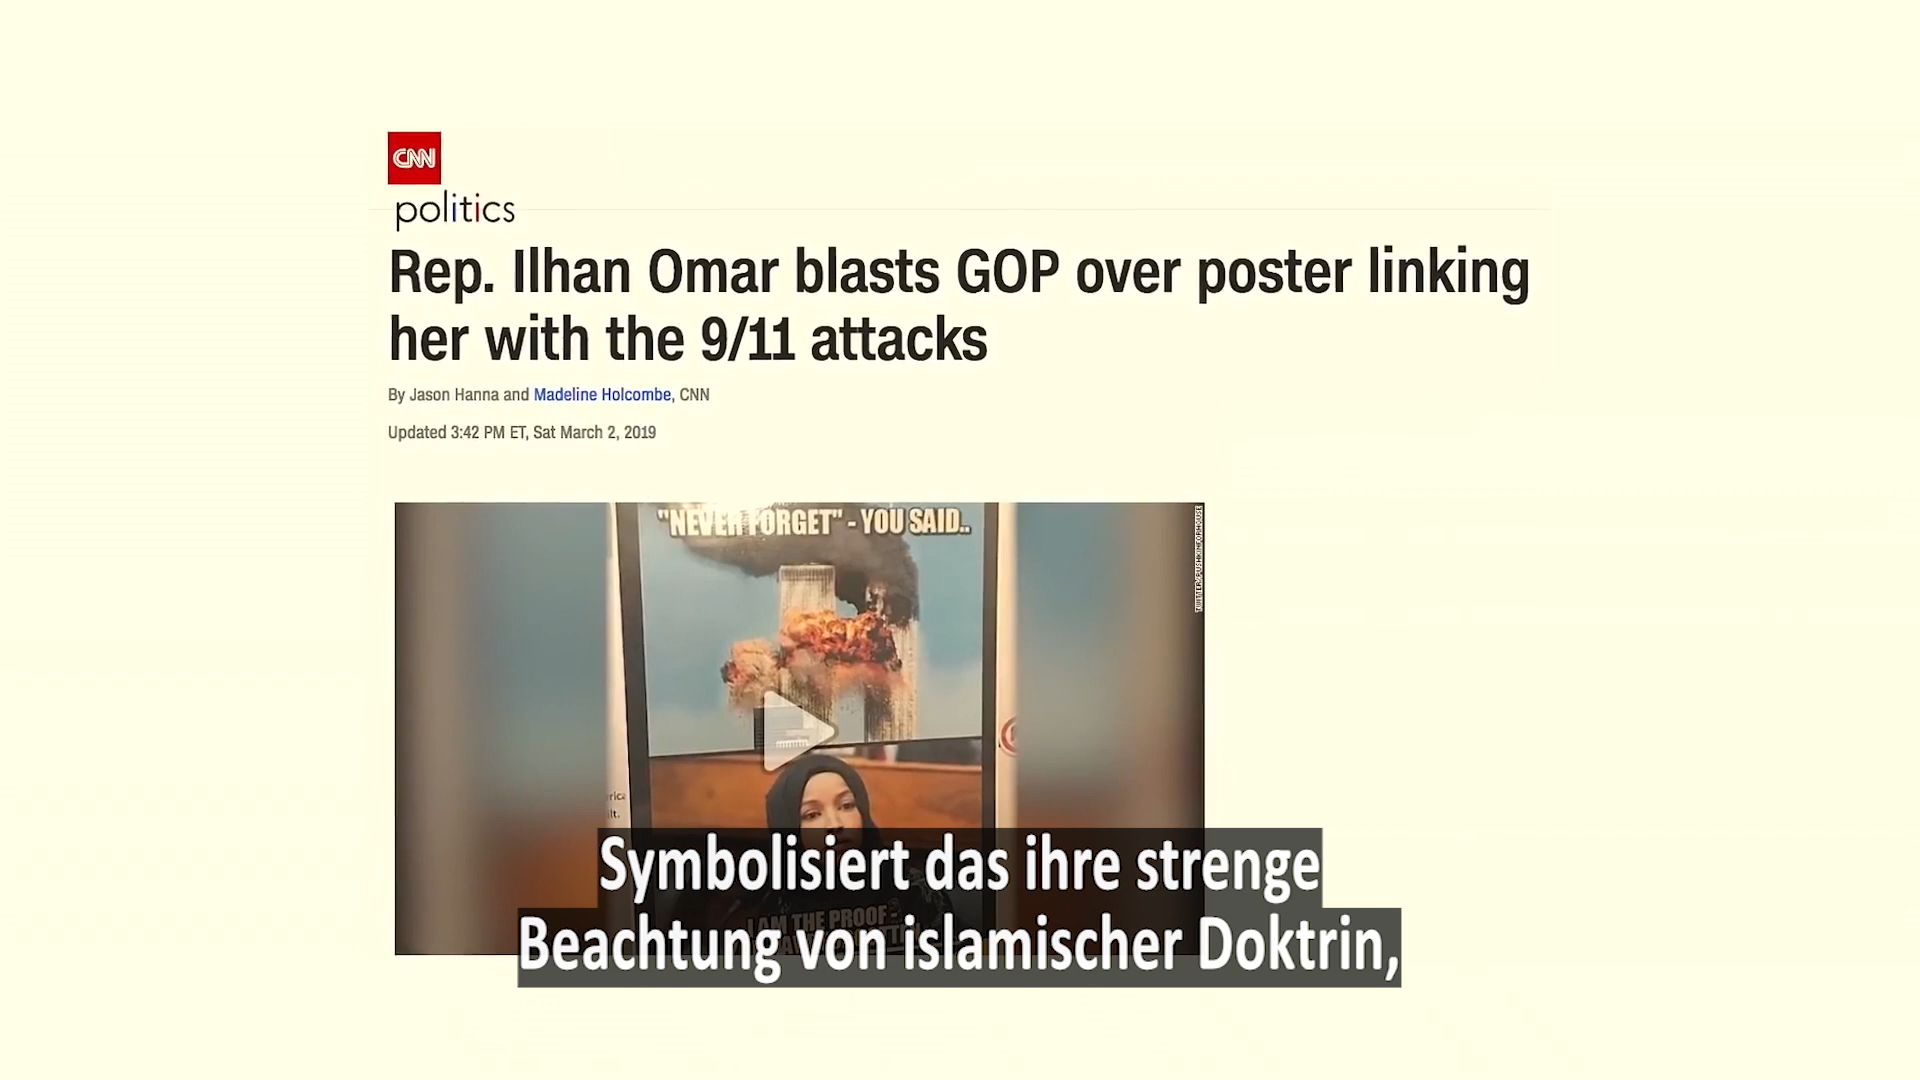 CNN
politics
Rep. Ilhan Omar blasts GOP over poster linking
her with the 9/11 attacks
By Jason Hanna and Madeline Holcombe, CNN
Updated 3:42 PM ET, Sat March 2, 2019
"NEVER FORGET" - YOU SAID..
I AM THE PROOF -
Symbolisiert das ihre strenge
Beachtung von islamischer Doktrin,